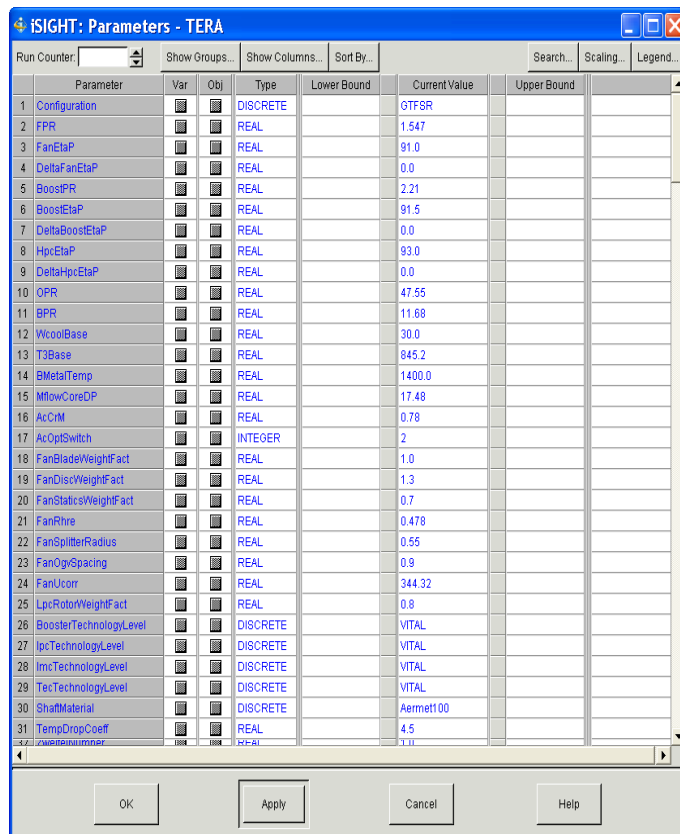 iSIGHT: Parameters - TERA
Run Counter: Show Groups... Show Columns... Sort By... Search... Scaling... Legend...
Parameter Var Obj Type Lower Bound Current Value Upper Bound
1 Configuration DISCRETE GTFSR
2 FPR REAL 1.547
3 FanEtaP REAL 91.0
4 DeltaFanEtaP REAL 0.0
5 BoostPR REAL 2.21
6 BoostEtaP REAL 91.5
7 DeltaBoostEtaP REAL 0.0
8 HpcEtaP REAL 93.0
9 DeltaHpcEtaP REAL 0.0
10 OPR REAL 47.55
11 BPR REAL 11.68
12 WcoolBase REAL 30.0
13 T3Base REAL 845.2
14 BMetalTemp REAL 1400.0
15 MflowCoreDP REAL 17.48
16 AcCrM REAL 0.78
17 AcOptSwitch INTEGER 2
18 FanBladeWeightFact REAL 1.0
19 FanDiscWeightFact REAL 1.3
20 FanStaticsWeightFact REAL 0.7
21 FanRhre REAL 0.478
22 FanSplitterRadius REAL 0.55
23 FanOgvSpacing REAL 0.9
24 FanUcorr REAL 344.32
25 LpcRotorWeightFact REAL 0.8
26 BoosterTechnologyLevel DISCRETE VITAL
27 IpcTechnologyLevel DISCRETE VITAL
28 ImcTechnologyLevel DISCRETE VITAL
29 TecTechnologyLevel DISCRETE VITAL
30 ShaftMaterial DISCRETE Aermet100
31 TempDropCoeff REAL 4.5
32 ZweifelNumber REAL 1.0
OK Apply Cancel Help